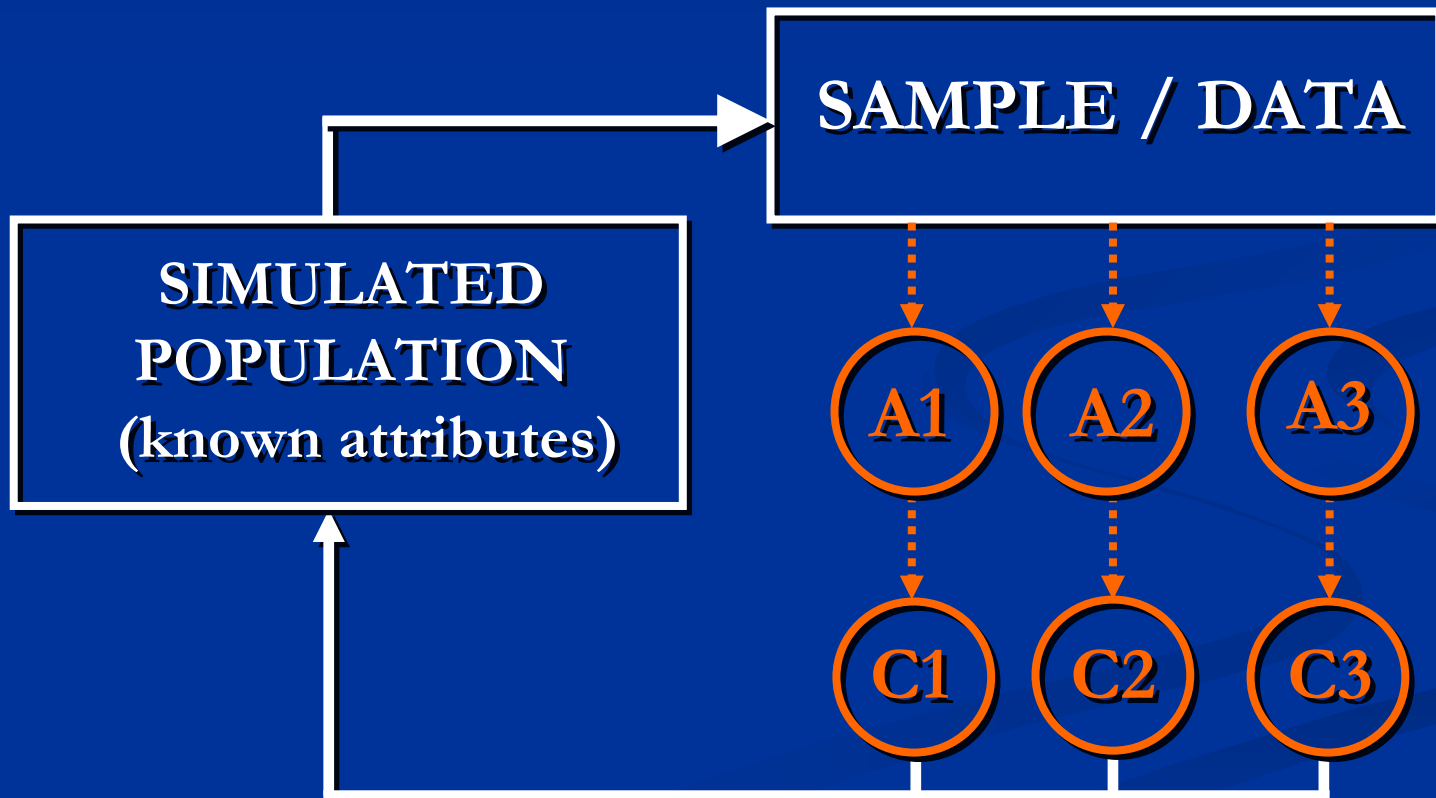 SAMPLE / DATA
SIMULATED
POPULATION
(known attributes)
A1 A2 A3
C1 C2 C3